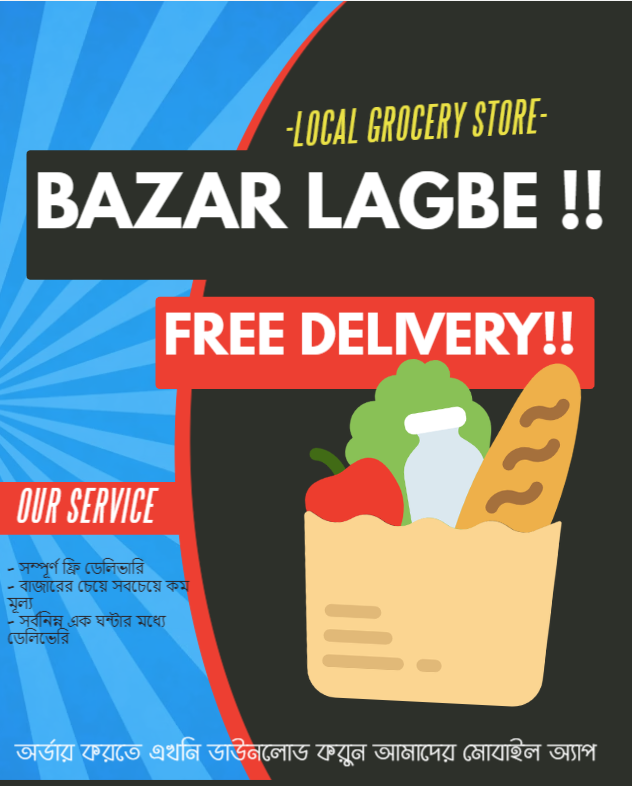 -LOCAL GROCERY STORE-
BAZAR LAGBE !!
FREE DELIVERY!!
OUR SERVICE
- সম্পূর্ণ ফ্রি ডেলিভারি
- বাজারের চেয়ে সবচেয়ে কম
মূল্য
- সর্বনিম্ন এক ঘন্টার মধ্যে
ডেলিভেরি
অর্ডার করতে এখনি ডাউনলোড করুন আমাদের মোবাইল অ্যাপ